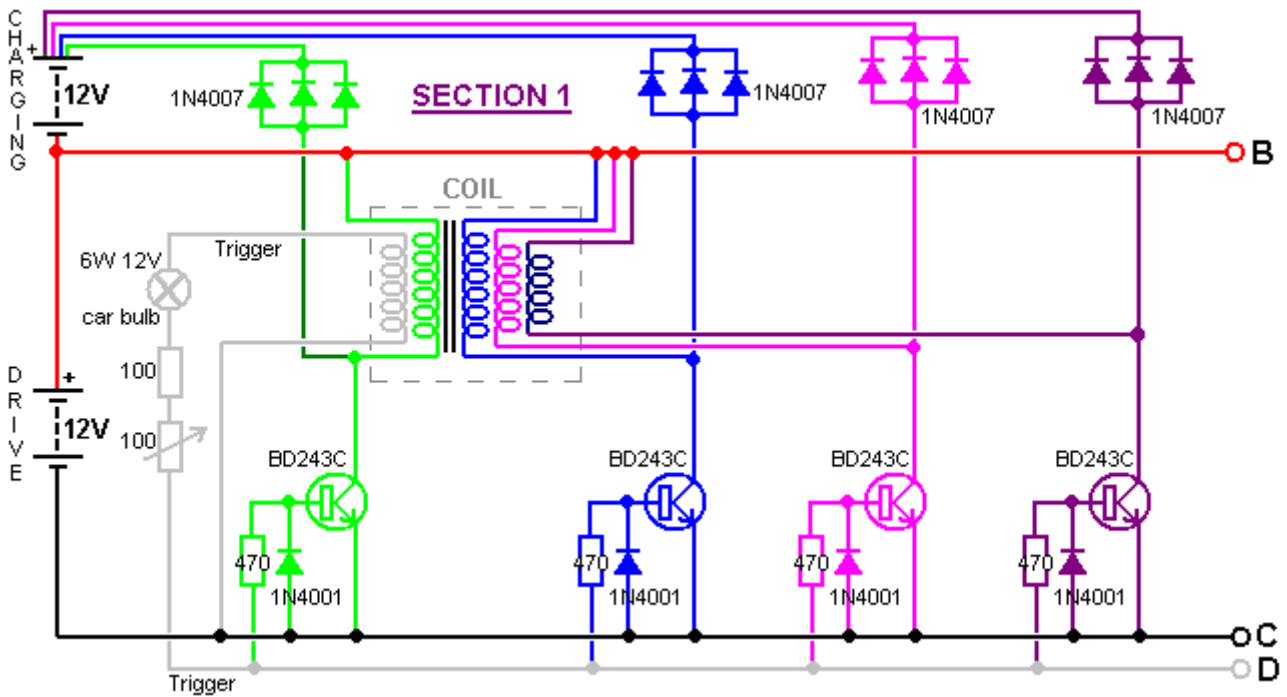 CHARGING
+
12V
1N4007
SECTION 1
1N4007
1N4007
1N4007
B
COIL
Trigger
6W 12V
car bulb
100
DRIVE
+
12V
100
BD243C
BD243C
BD243C
BD243C
470
470
470
470
1N4001
1N4001
1N4001
1N4001
C
D
Trigger